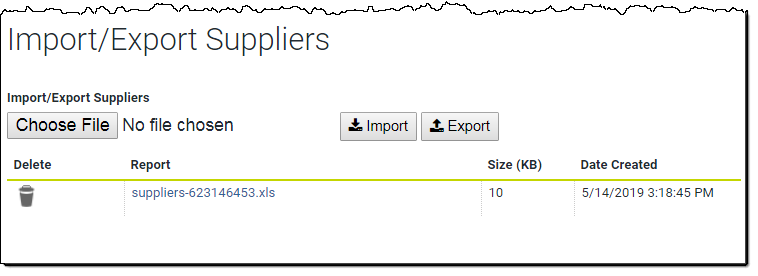 Import/Export Suppliers
Import/Export Suppliers
Choose File No file chosen Import Export
Delete Report Size (KB) Date Created
suppliers-623146453.xls 10 5/14/2019 3:18:45 PM